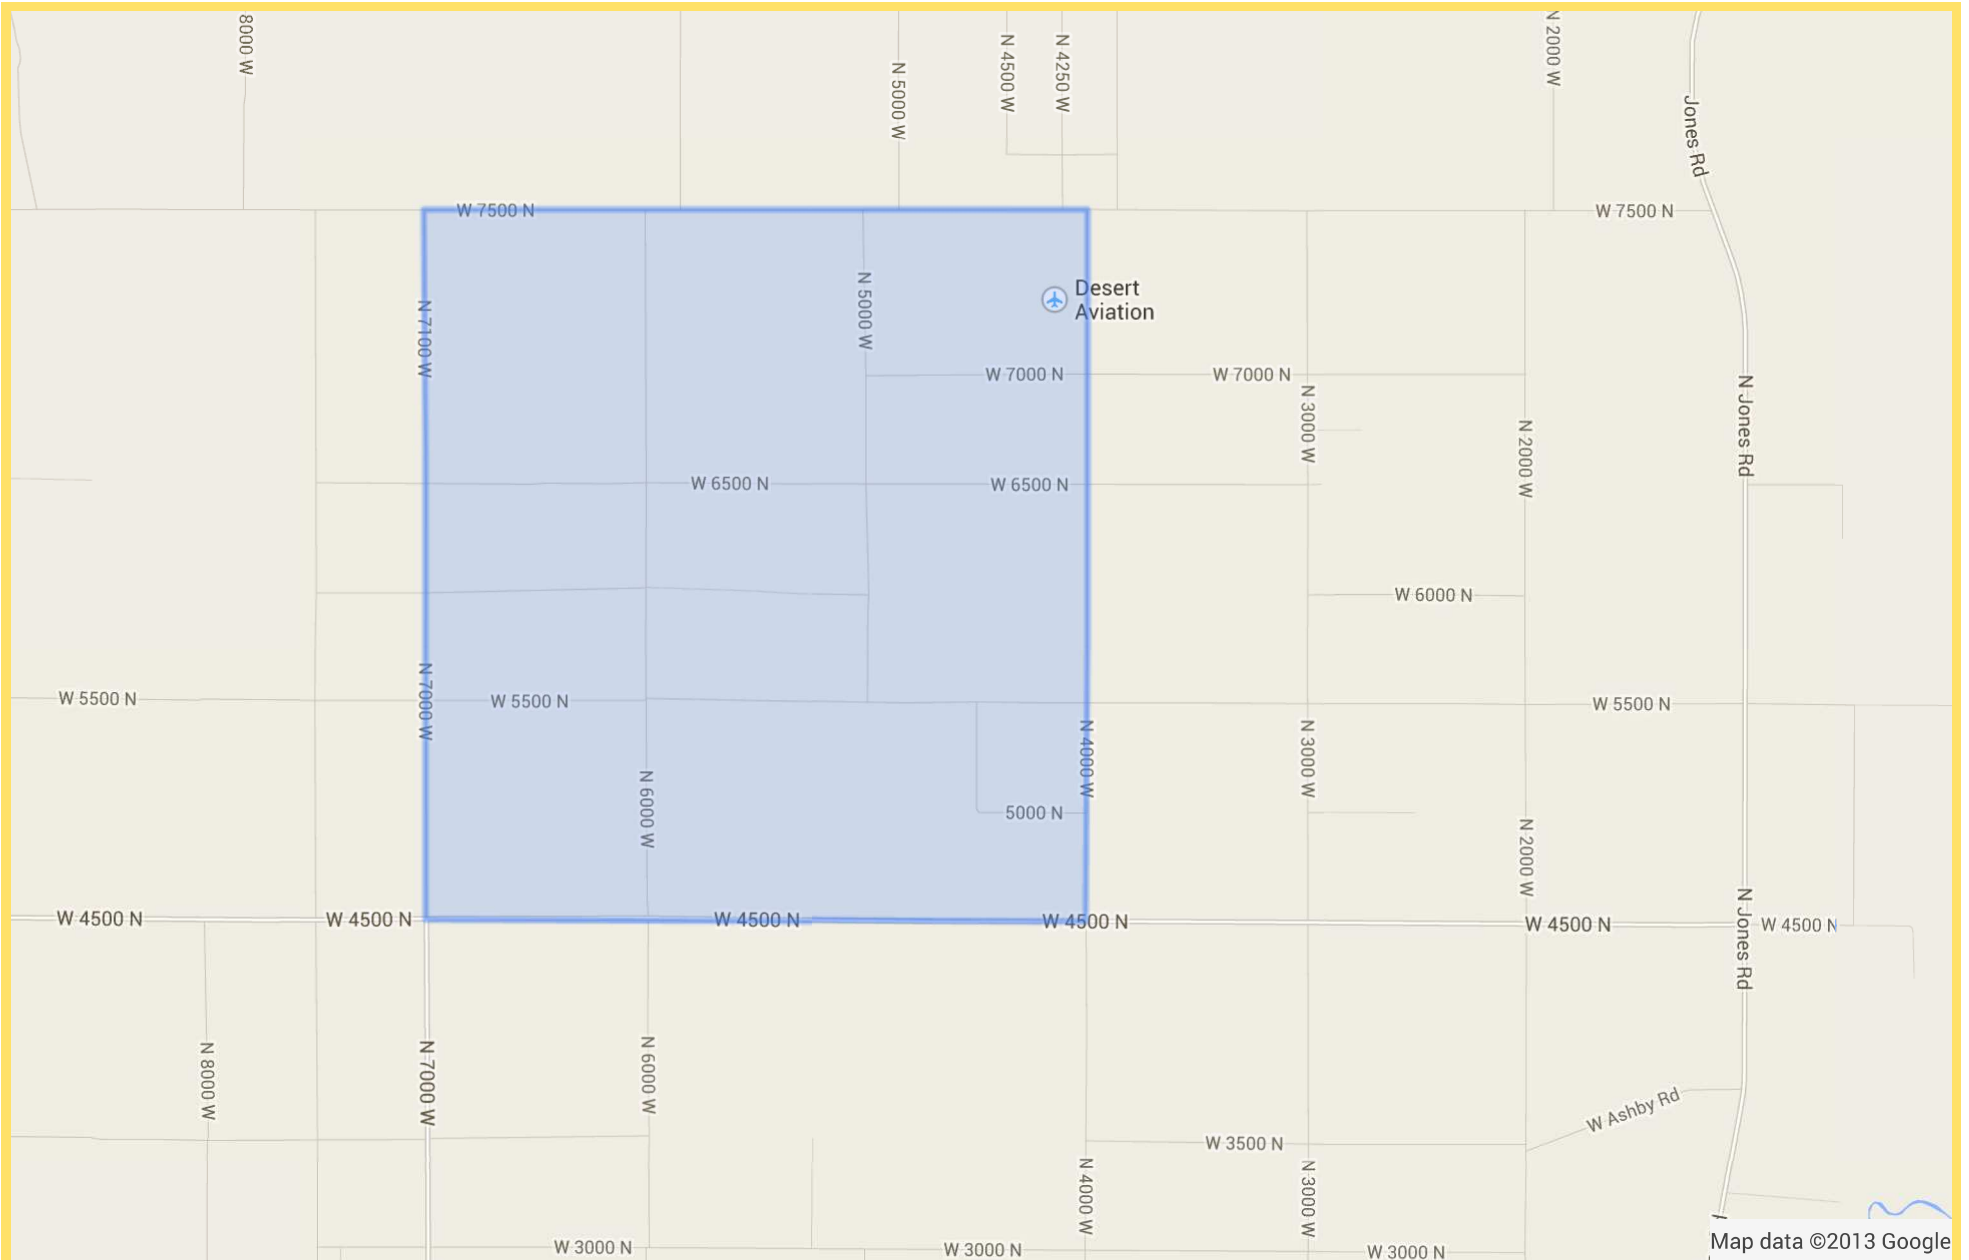 8000 W
N 5000 W
N 4500 W
N 4250 W
N 2000 W
Jones Rd
W 7500 N
W 7500 N
N 7100 W
N 5000 W
Desert
Aviation
W 7000 N
W 7000 N
N 3000 W
N 2000 W
N Jones Rd
W 6500 N
W 6500 N
W 6000 N
W 5500 N
N 7000 W
W 5500 N
N 4000 W
N 3000 W
W 5500 N
N 6000 W
5000 N
N 2000 W
N Jones Rd
W 4500 N
W 4500 N
W 4500 N
W 4500 N
W 4500 N
W 4500 N
N 8000 W
N 7000 W
N 6000 W
W Ashby Rd
W 3500 N
N 4000 W
N 3000 W
W 3000 N
W 3000 N
W 3000 N
Map data ©2013 Google